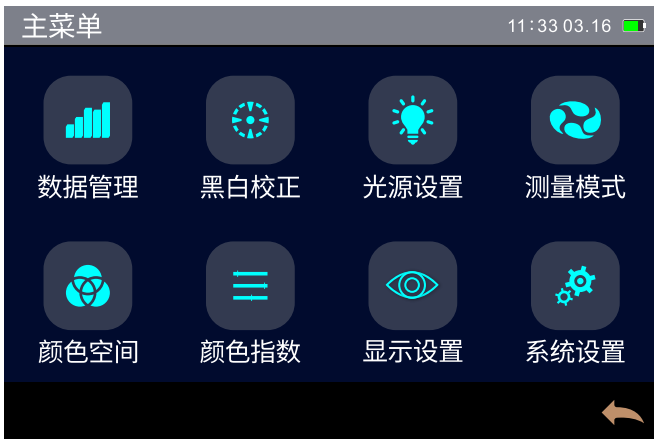 主菜单
11:33 03.16
数据管理 黑白校正 光源设置 测量模式
颜色空间 颜色指数 显示设置 系统设置